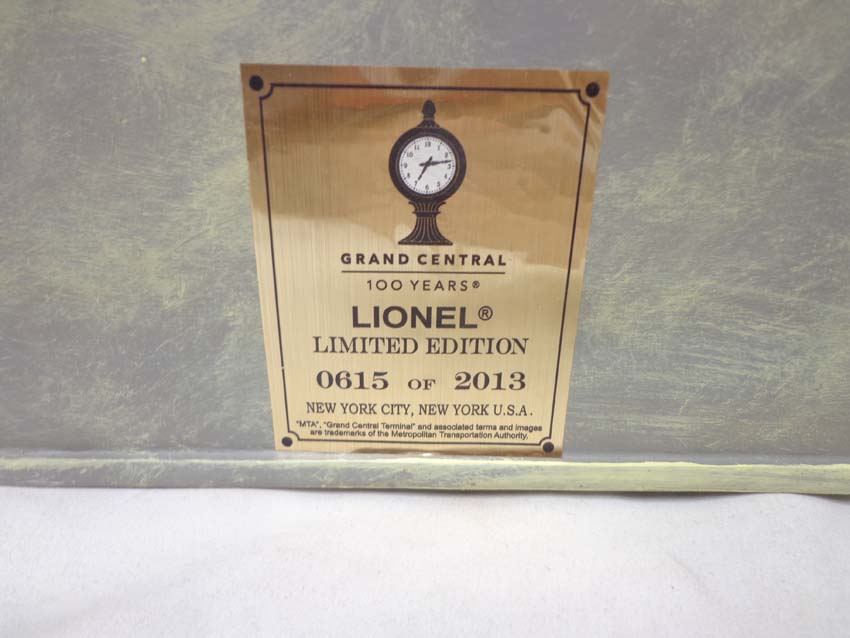 GRAND CENTRAL
100 YEARS®
LIONEL®
LIMITED EDITION
0615 OF 2013
NEW YORK CITY, NEW YORK U.S.A.
"MTA", "Grand Central Terminal" and associated terms and images
are trademarks of the Metropolitan Transportation Authority.